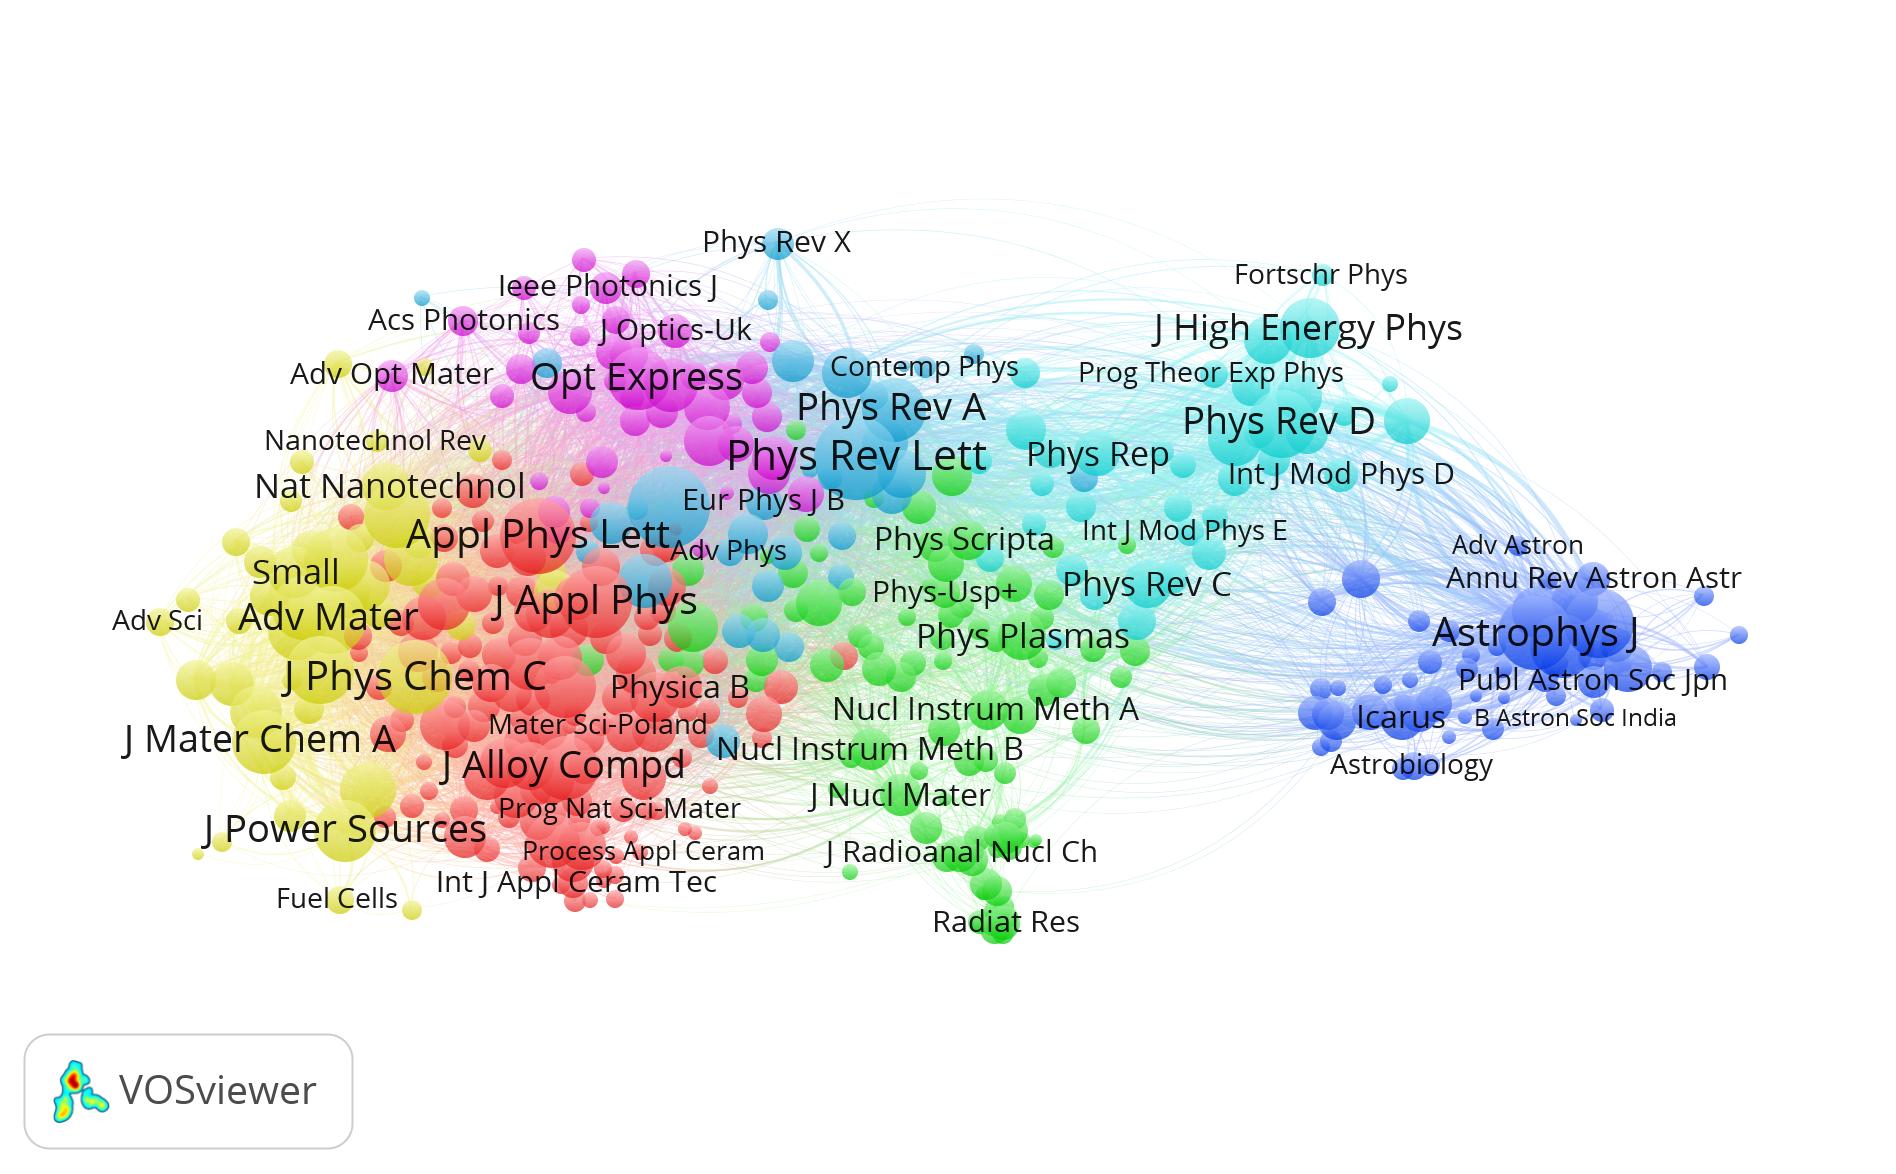 Phys Rev X
Fortschr Phys
Ieee Photonics J
Acs Photonics
J Optics-Uk
J High Energy Phys
Adv Opt Mater
Opt Express
Contemp Phys
Prog Theor Exp Phys
Phys Rev A
Phys Rev D
Nanotechnol Rev
Phys Rev Lett
Phys Rep
Int J Mod Phys D
Nat Nanotechnol
Eur Phys J B
Appl Phys Lett
Adv Phys
Phys Scripta
Int J Mod Phys E
Adv Astron
Small
Phys-Usp+
Phys Rev C
Annu Rev Astron Astr
Adv Sci
Adv Mater
J Appl Phys
Phys Plasmas
Astrophys J
J Phys Chem C
Physica B
Publ Astron Soc Jpn
Mater Sci-Poland
Nucl Instrum Meth A
Icarus
B Astron Soc India
J Mater Chem A
Nucl Instrum Meth B
J Alloy Compd
Astrobiology
Prog Nat Sci-Mater
J Nucl Mater
J Power Sources
Process Appl Ceram
J Radioanal Nucl Ch
Int J Appl Ceram Tec
Fuel Cells
Radiat Res
VOSviewer